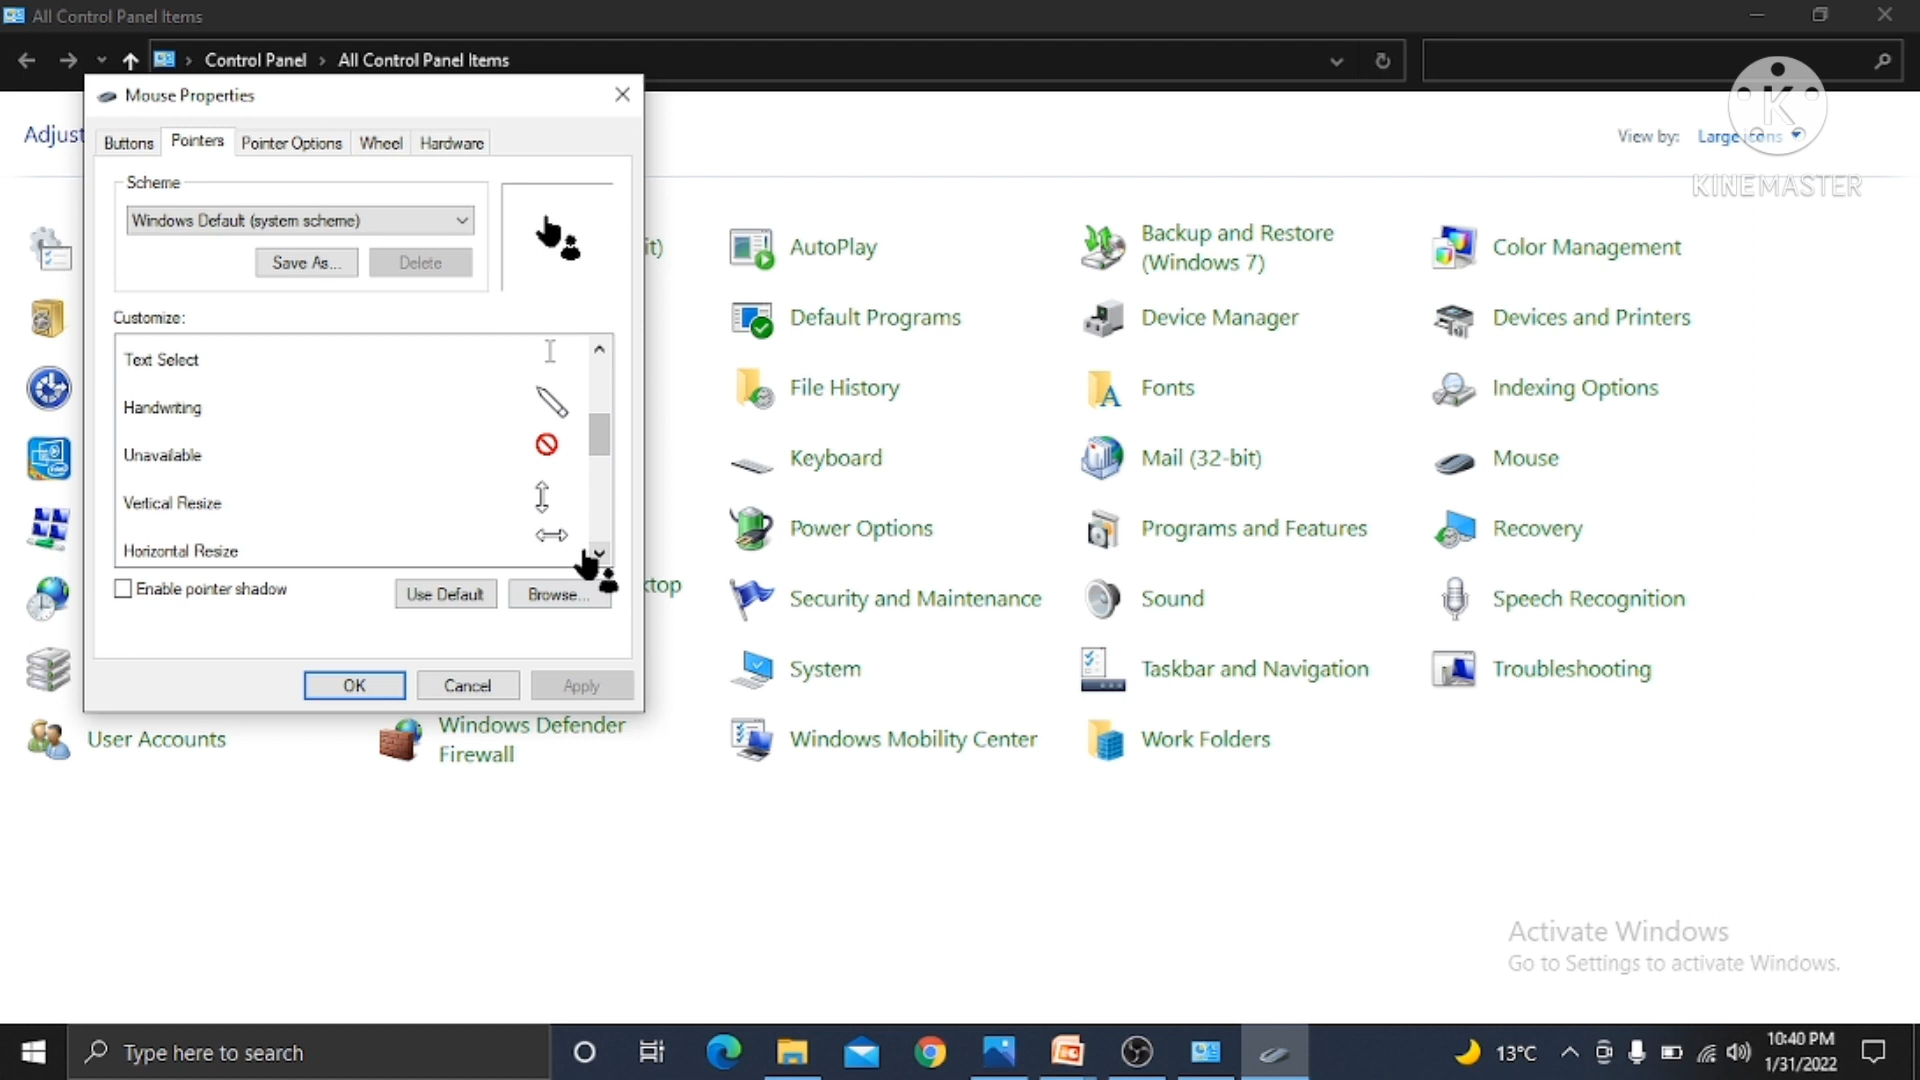 All Control Panel Items
Control Panel > All Control Panel Items
Mouse Properties
Buttons Pointers Pointer Options Wheel Hardware
Scheme
Windows Default (system scheme)
Save As... Delete
Customize:
Text Select
Handwriting
Unavailable
Vertical Resize
Horizontal Resize
Enable pointer shadow
Use Default Browse...
OK Cancel Apply
Adjust
View by: Large icons
K
KINEMASTER
it)
AutoPlay
Backup and Restore
(Windows 7)
Color Management
Default Programs
Device Manager
Devices and Printers
File History
Fonts
Indexing Options
Keyboard
Mail (32-bit)
Mouse
Power Options
Programs and Features
Recovery
ktop
Security and Maintenance
Sound
Speech Recognition
System
Taskbar and Navigation
Troubleshooting
User Accounts
Windows Defender
Firewall
Windows Mobility Center
Work Folders
Activate Windows
Go to Settings to activate Windows.
Type here to search
13°C
10:40 PM
1/31/2022